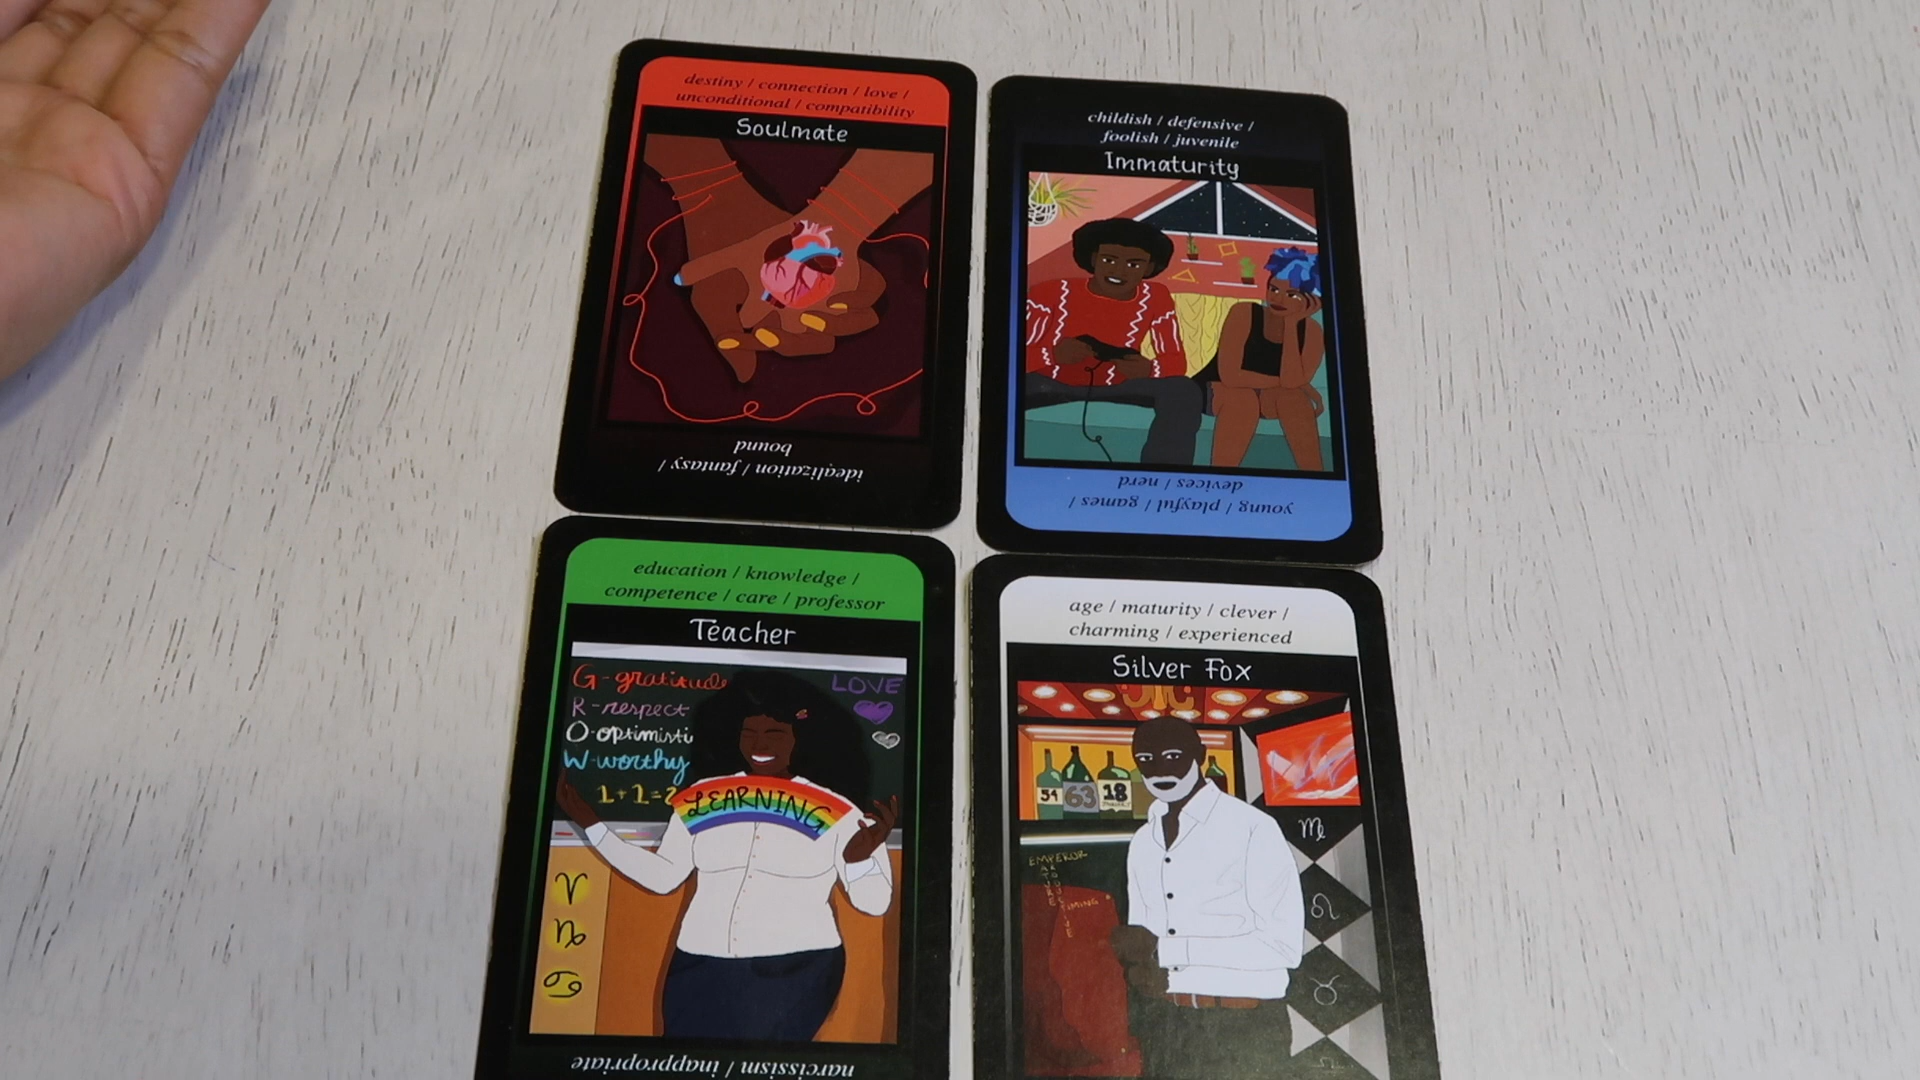 destiny / connection / love /
unconditional / compatibility
Soulmate
idealization / fantasy /
bound
childish / defensive /
foolish / juvenile
Immaturity
young / playful / games /
devices / nerd
education / knowledge /
competence / care / professor
Teacher
G-gratitude
R-respect
O-optimisti
W-worthy
1+1=2
LOVE
LEARNING
narcissism / inappropriate
age / maturity / clever /
charming / experienced
Silver Fox
54
63
18
EMPEROR
TIMING